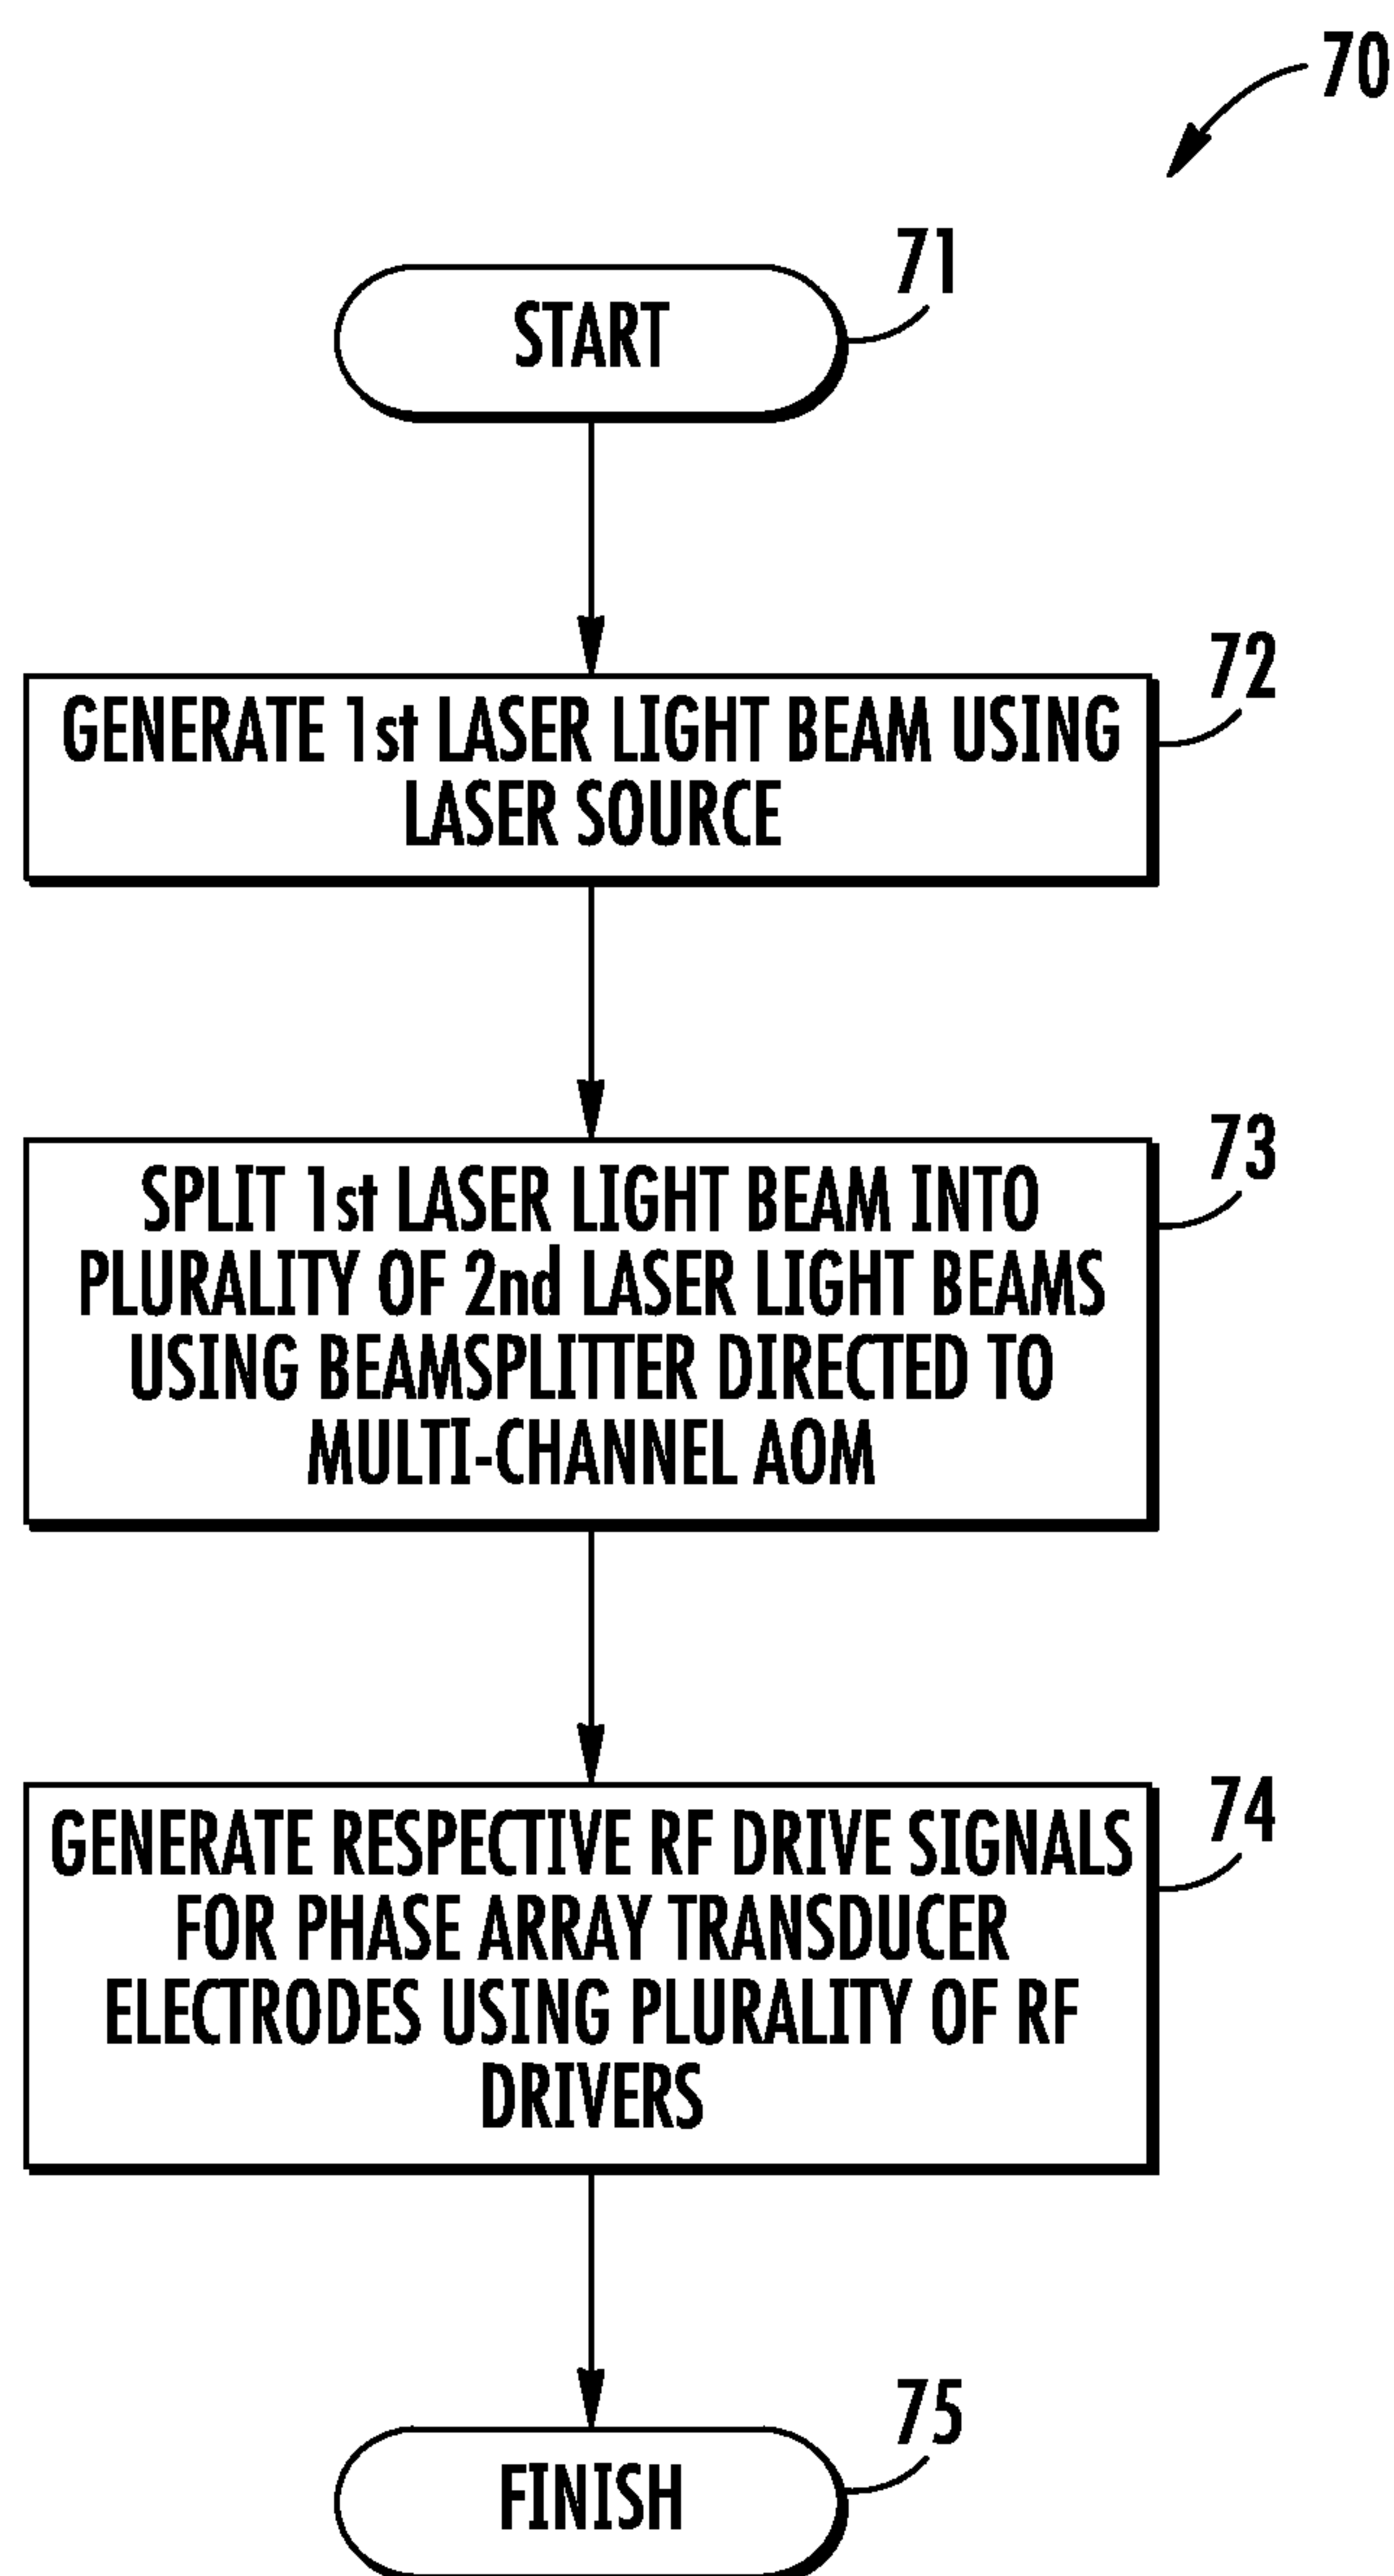 70
71
START
72
GENERATE 1st LASER LIGHT BEAM USING
LASER SOURCE
73
SPLIT 1st LASER LIGHT BEAM INTO
PLURALITY OF 2nd LASER LIGHT BEAMS
USING BEAMSPLITTER DIRECTED TO
MULTI-CHANNEL AOM
74
GENERATE RESPECTIVE RF DRIVE SIGNALS
FOR PHASE ARRAY TRANSDUCER
ELECTRODES USING PLURALITY OF RF
DRIVERS
75
FINISH